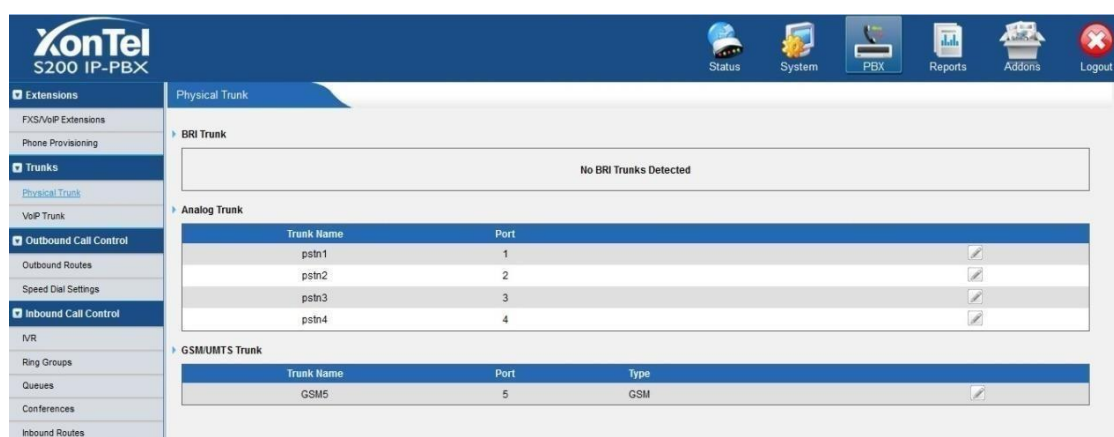 XonTel
S200 IP-PBX
Status System PBX Reports Addons Logout
Extensions
FXS/VoIP Extensions
Phone Provisioning
Trunks
Physical Trunk
VoIP Trunk
Outbound Call Control
Outbound Routes
Speed Dial Settings
Inbound Call Control
IVR
Ring Groups
Queues
Conferences
Inbound Routes
Physical Trunk
BRI Trunk
No BRI Trunks Detected
Analog Trunk
Trunk Name Port
pstn1 1
pstn2 2
pstn3 3
pstn4 4
GSM/UMTS Trunk
Trunk Name Port Type
GSM5 5 GSM